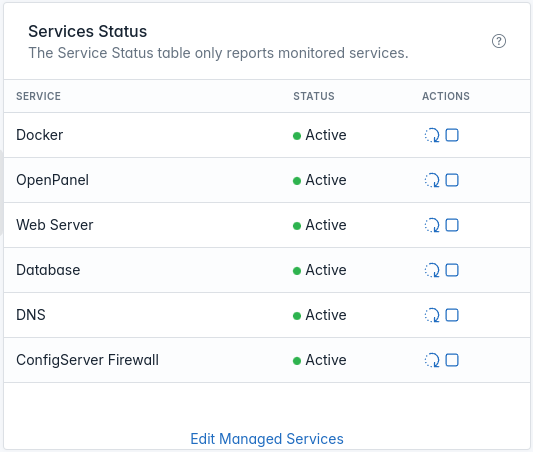 Services Status
The Service Status table only reports monitored services.
?
SERVICE STATUS ACTIONS
Docker Active
OpenPanel Active
Web Server Active
Database Active
DNS Active
ConfigServer Firewall Active
Edit Managed Services